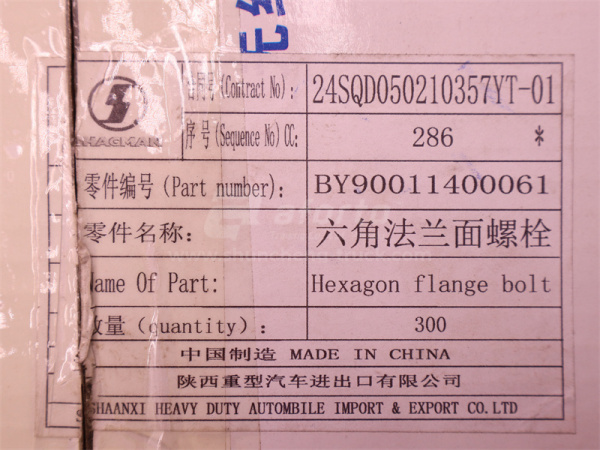 合同号(Contract No): 24SQD050210357YT-01
SHACMAN
序号(Sequence No)CC: 286 *
零件编号(Part number): BY90011400061
零件名称: 六角法兰面螺栓
Name Of Part: Hexagon flange bolt
数量(quantity): 300
中国制造 MADE IN CHINA
陕西重型汽车进出口有限公司
SHAANXI HEAVY DUTY AUTOMBILE IMPORT & EXPORT CO.LTD